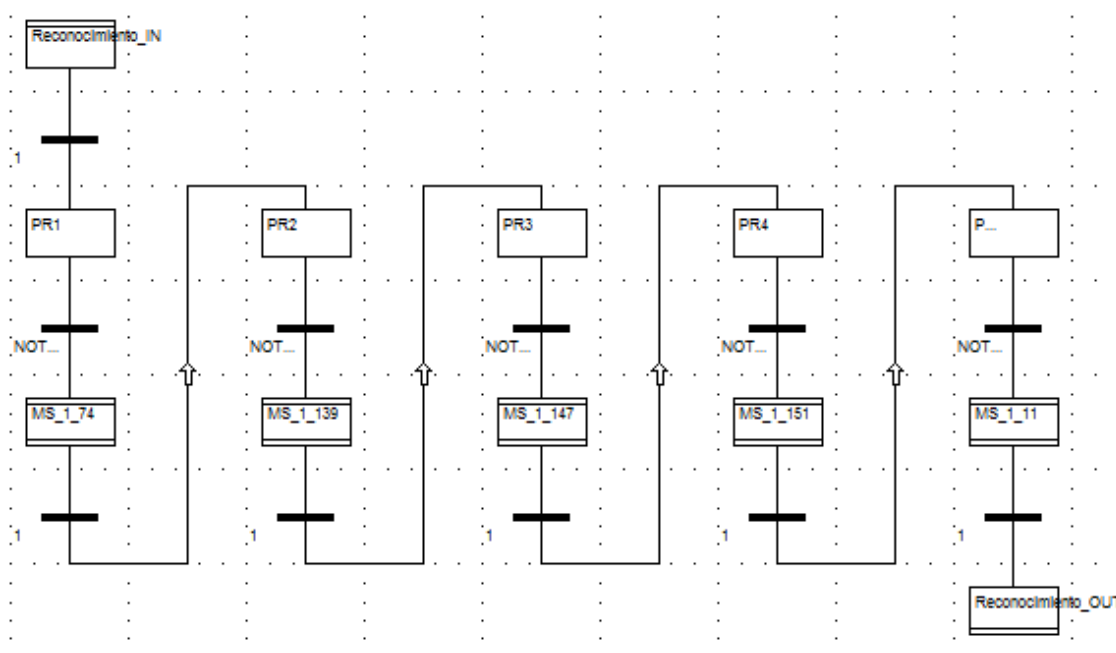 Reconocimiento_IN
1
PR1
PR2
PR3
PR4
P...
NOT...
NOT...
NOT...
NOT...
NOT...
MS_1_74
MS_1_139
MS_1_147
MS_1_151
MS_1_11
1
1
1
1
1
Reconocimiento_OUT